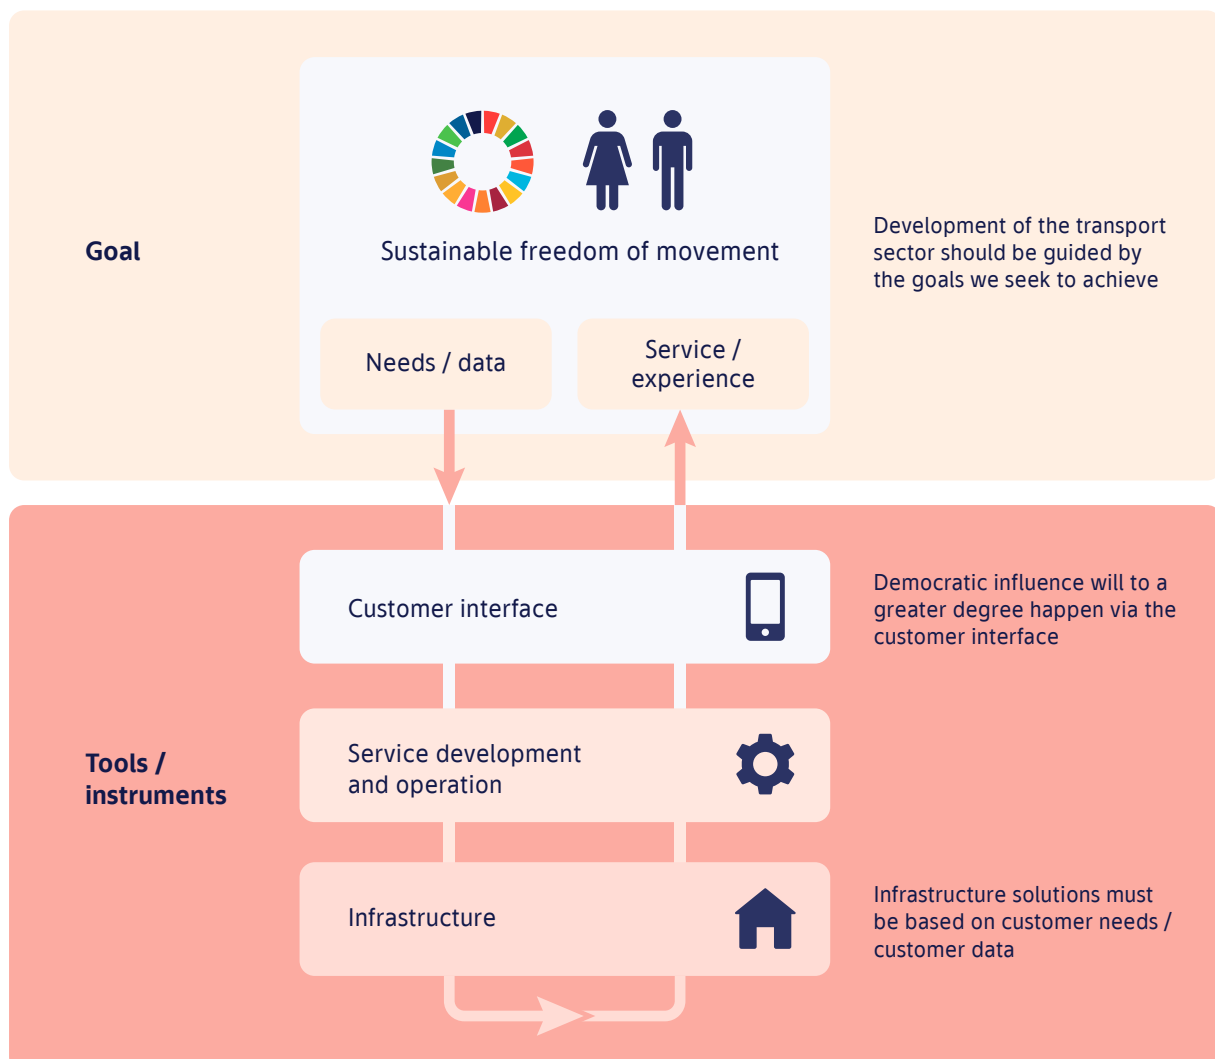 Goal
Sustainable freedom of movement
Needs / data
Service /
experience
Development of the transport
sector should be guided by
the goals we seek to achieve
Tools /
instruments
Customer interface
Democratic influence will to a
greater degree happen via the
customer interface
Service development
and operation
Infrastructure
Infrastructure solutions must
be based on customer needs /
customer data